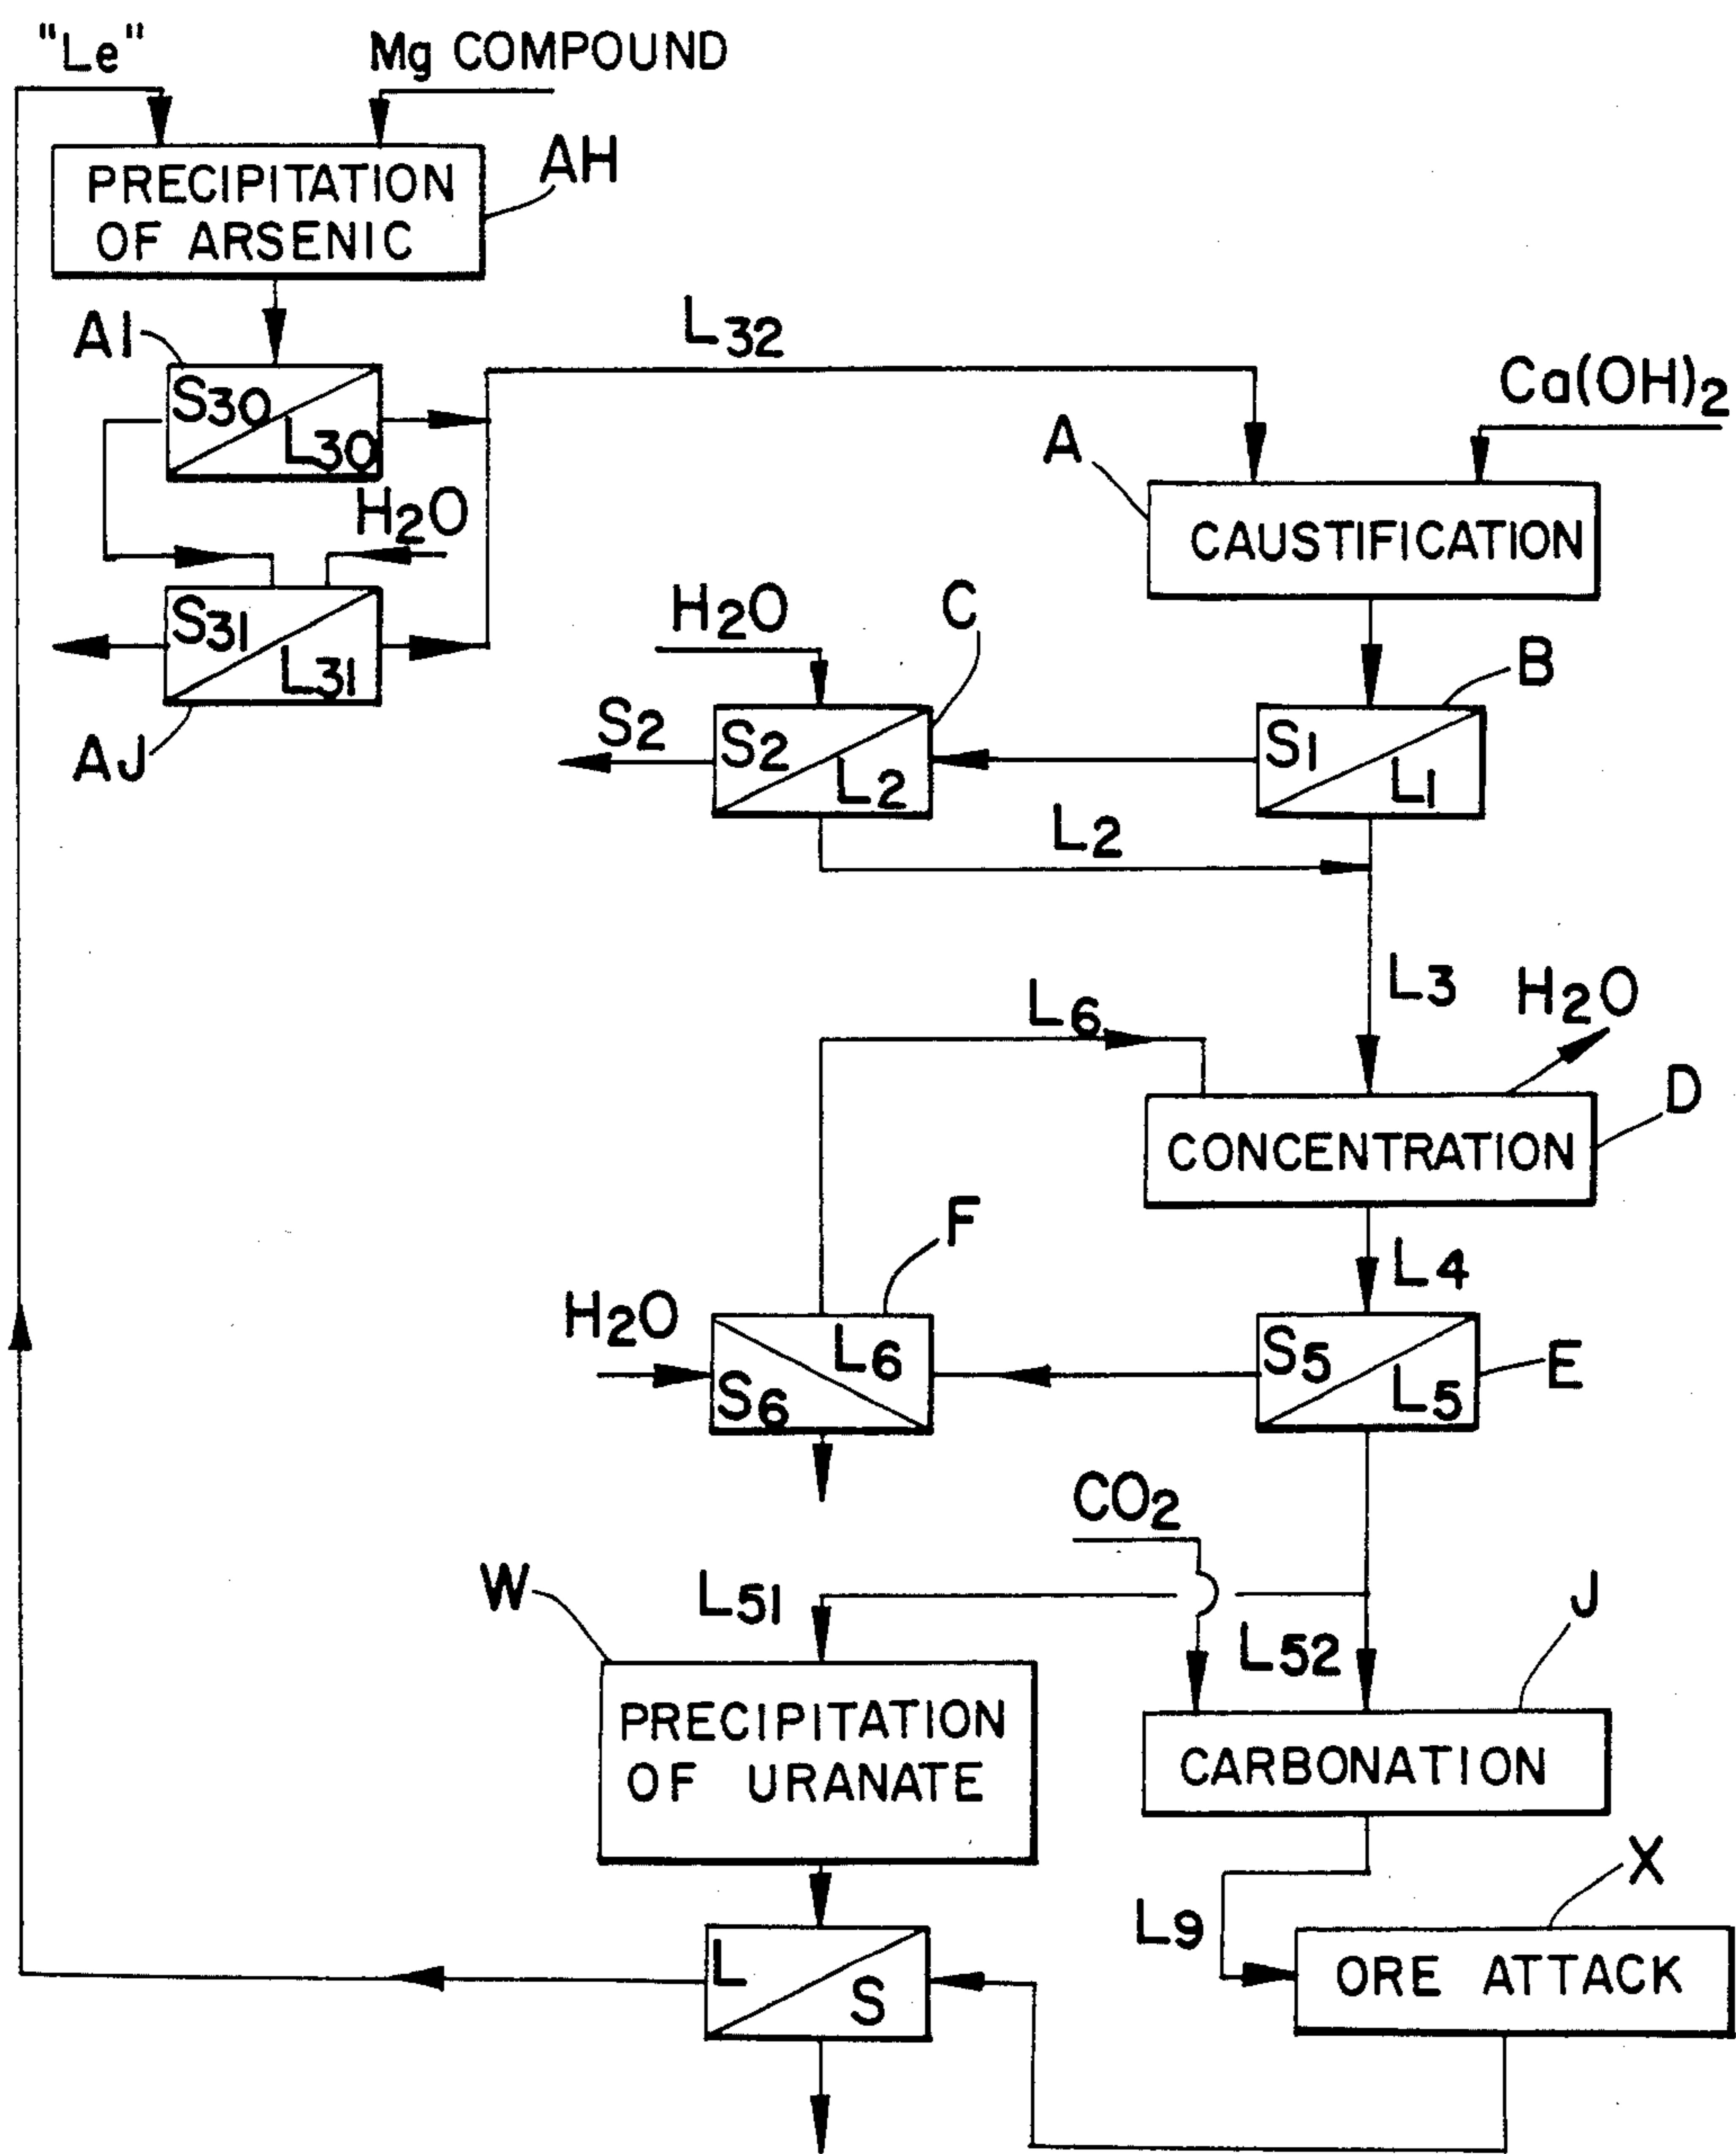 "Le"
Mg COMPOUND
PRECIPITATION
OF ARSENIC
AH
AI
S30
L30
L32
Ca(OH)2
A
CAUSTIFICATION
H2O
S31
L31
AJ
H2O
C
B
S2
S2
L2
S1
L1
L2
L3
H2O
L6
D
CONCENTRATION
F
L4
H2O
L6
S6
S5
L5
E
CO2
W
L51
L52
J
PRECIPITATION
OF URANATE
CARBONATION
X
L9
L
S
ORE ATTACK